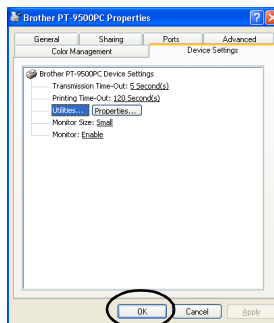 Brother PT-9500PC Properties
General Sharing Ports Advanced
Color Management Device Settings
Brother PT-9500PC Device Settings
Transmission Time-Out: 5 Second(s)
Printing Time-Out: 120 Second(s)
Utilities... Properties...
Monitor Size: Small
Monitor: Enable
OK Cancel Apply